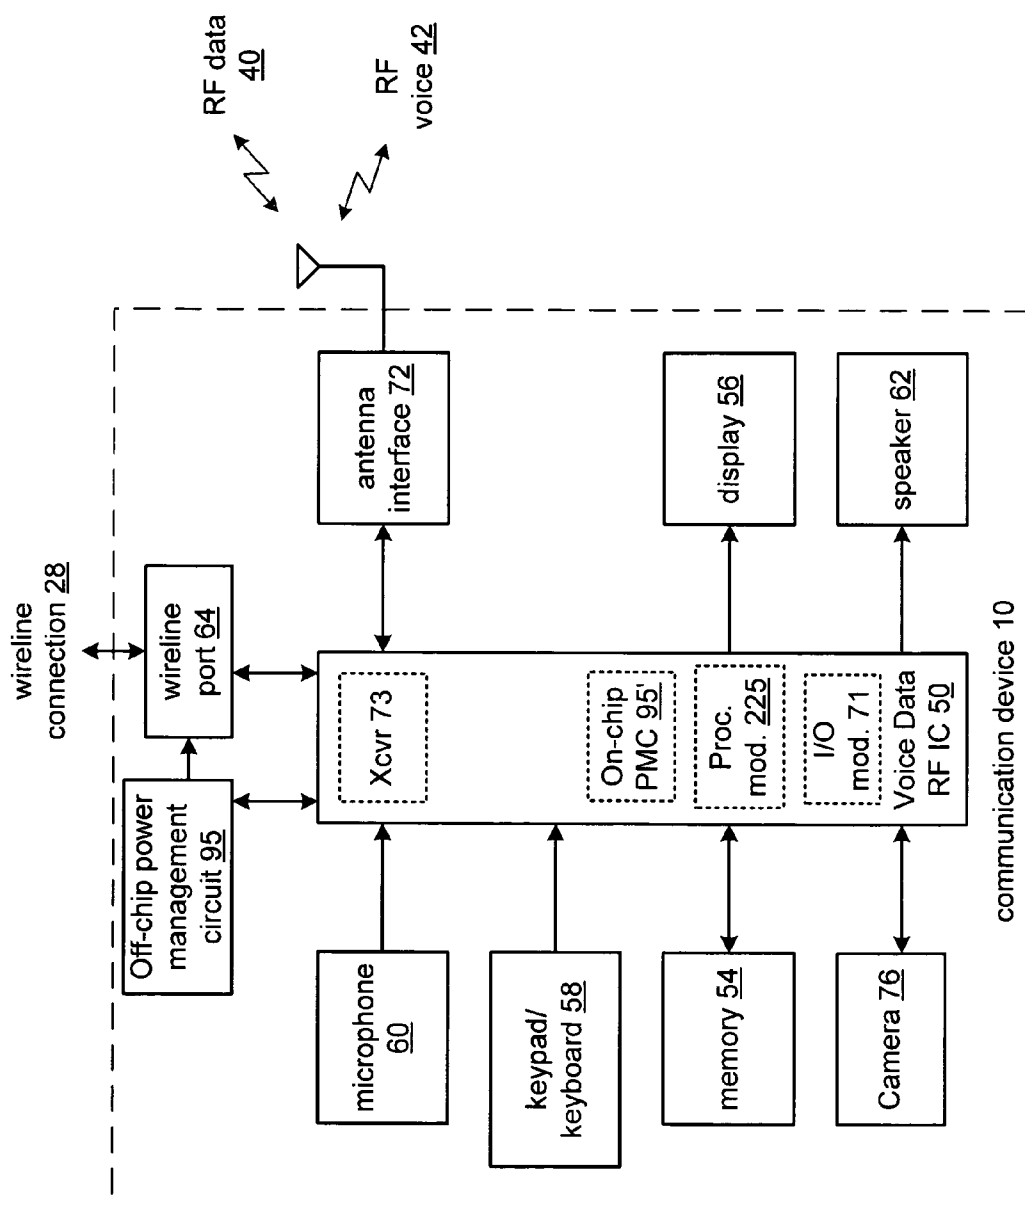 wireline
connection 28
RF data
40
RF
voice 42
Off-chip power
management
circuit 95
wireline
port 64
antenna
interface 72
microphone
60
Xcvr 73
keypad/
keyboard 58
On-chip
PMC 95'
memory 54
Proc.
mod. 225
display 56
Camera 76
I/O
mod. 71
Voice Data
RF IC 50
speaker 62
communication device 10